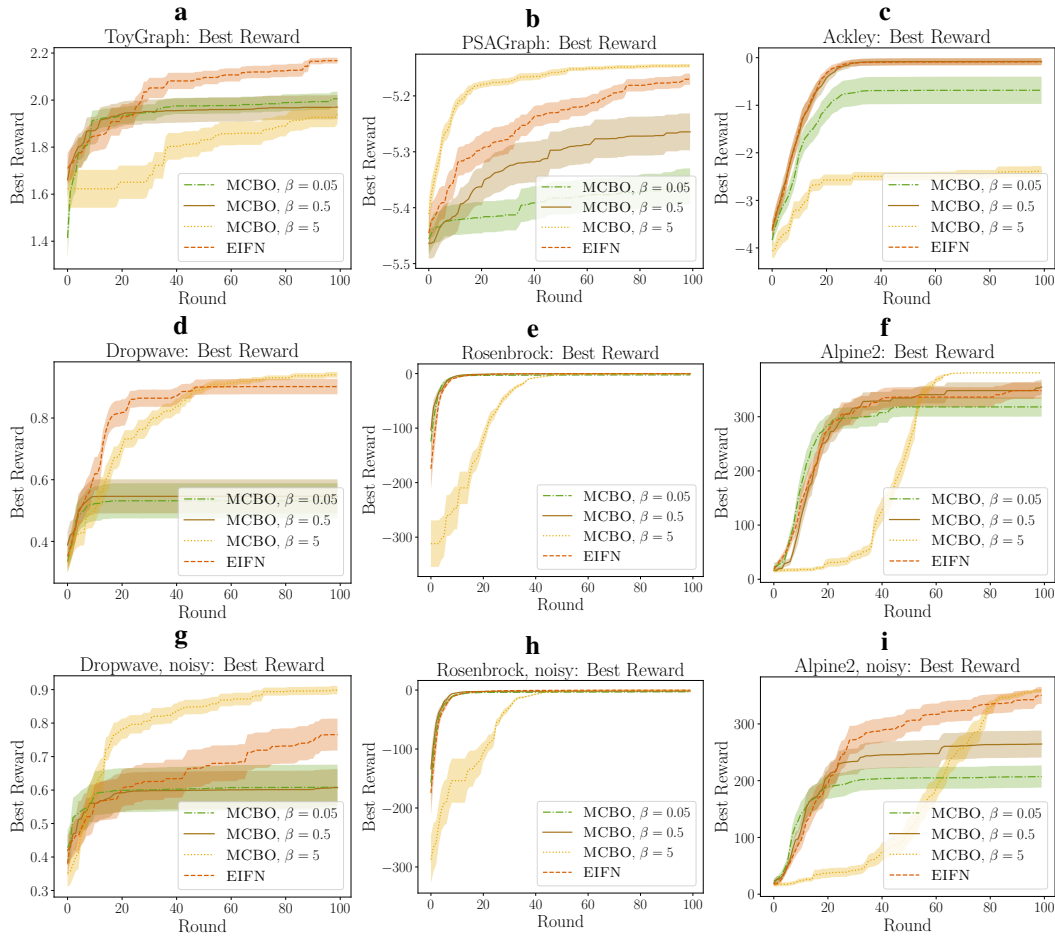 a
ToyGraph: Best Reward
Best Reward
2.2
2.0
1.8
1.6
1.4
0
20
40
60
80
100
Round
MCBO, β = 0.05
MCBO, β = 0.5
MCBO, β = 5
EIFN
b
PSAGraph: Best Reward
Best Reward
−5.2
−5.3
−5.4
−5.5
0
20
40
60
80
100
Round
MCBO, β = 0.05
MCBO, β = 0.5
MCBO, β = 5
EIFN
c
Ackley: Best Reward
Best Reward
0
−1
−2
−3
−4
0
20
40
60
80
100
Round
MCBO, β = 0.05
MCBO, β = 0.5
MCBO, β = 5
EIFN
d
Dropwave: Best Reward
Best Reward
0.8
0.6
0.4
0
20
40
60
80
100
Round
MCBO, β = 0.05
MCBO, β = 0.5
MCBO, β = 5
EIFN
e
Rosenbrock: Best Reward
Best Reward
0
−100
−200
−300
0
20
40
60
80
100
Round
MCBO, β = 0.05
MCBO, β = 0.5
MCBO, β = 5
EIFN
f
Alpine2: Best Reward
Best Reward
300
200
100
0
0
20
40
60
80
100
Round
MCBO, β = 0.05
MCBO, β = 0.5
MCBO, β = 5
EIFN
g
Dropwave, noisy: Best Reward
Best Reward
0.9
0.8
0.7
0.6
0.5
0.4
0.3
0
20
40
60
80
100
Round
MCBO, β = 0.05
MCBO, β = 0.5
MCBO, β = 5
EIFN
h
Rosenbrock, noisy: Best Reward
Best Reward
0
−100
−200
−300
0
20
40
60
80
100
Round
MCBO, β = 0.05
MCBO, β = 0.5
MCBO, β = 5
EIFN
i
Alpine2, noisy: Best Reward
Best Reward
300
200
100
0
0
20
40
60
80
100
Round
MCBO, β = 0.05
MCBO, β = 0.5
MCBO, β = 5
EIFN